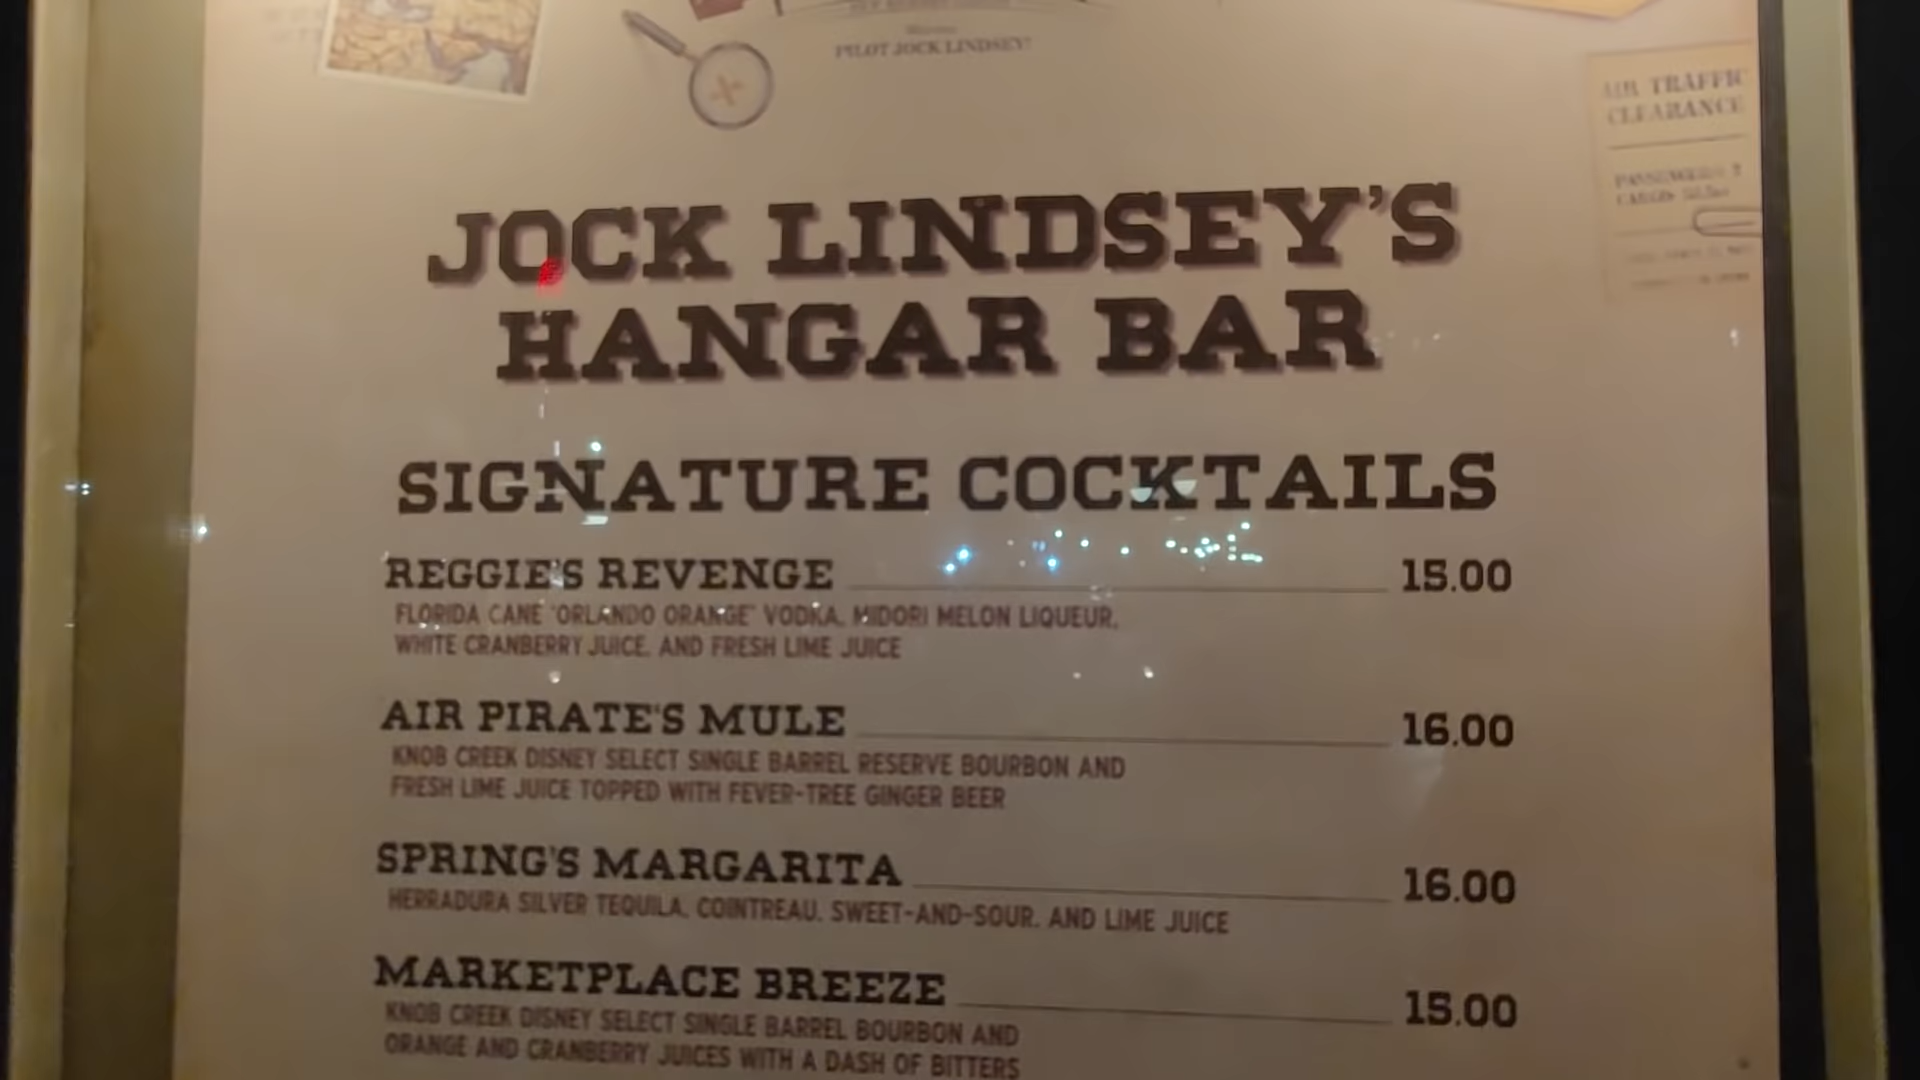 PILOT JOCK LINDSEY!
AIR TRAFFIC
CLEARANCE
JOCK LINDSEY'S
HANGAR BAR
SIGNATURE COCKTAILS
REGGIE'S REVENGE 15.00
FLORIDA CANE "ORLANDO ORANGE" VODKA, MIDORI MELON LIQUEUR,
WHITE CRANBERRY JUICE, AND FRESH LIME JUICE
AIR PIRATE'S MULE 16.00
KNOB CREEK DISNEY SELECT SINGLE BARREL RESERVE BOURBON AND
FRESH LIME JUICE TOPPED WITH FEVER-TREE GINGER BEER
SPRING'S MARGARITA 16.00
HERRADURA SILVER TEQUILA, COINTREAU, SWEET-AND-SOUR, AND LIME JUICE
MARKETPLACE BREEZE 15.00
KNOB CREEK DISNEY SELECT SINGLE BARREL BOURBON AND
ORANGE AND CRANBERRY JUICES WITH A DASH OF BITTERS